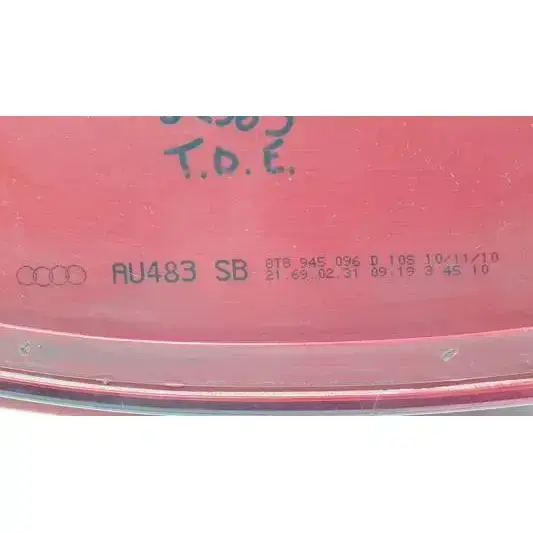 T.D.E.
AU483 SB
8T8 945 096 D 10S 10/11/10
21.69.02.31 09.19 3 45 10